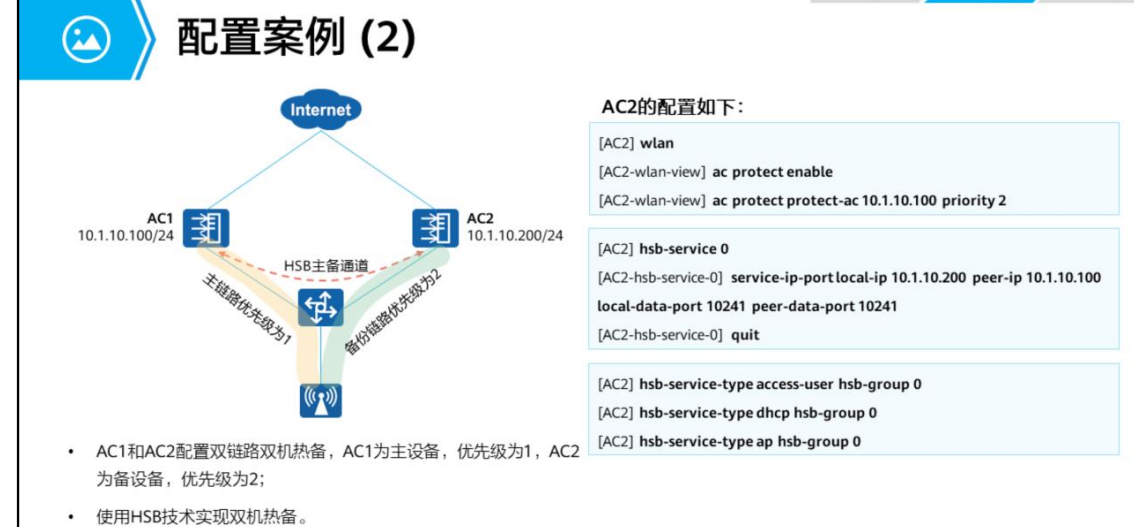 配置案例 (2)
Internet
AC1
10.1.10.100/24
AC2
10.1.10.200/24
HSB主备通道
主链路优先级为1
备份链路优先级为2
• AC1和AC2配置双链路双机热备，AC1为主设备，优先级为1，AC2
为备设备，优先级为2；
• 使用HSB技术实现双机热备。
AC2的配置如下：
[AC2] wlan
[AC2-wlan-view] ac protect enable
[AC2-wlan-view] ac protect protect-ac 10.1.10.100 priority 2
[AC2] hsb-service 0
[AC2-hsb-service-0] service-ip-port local-ip 10.1.10.200 peer-ip 10.1.10.100
local-data-port 10241 peer-data-port 10241
[AC2-hsb-service-0] quit
[AC2] hsb-service-type access-user hsb-group 0
[AC2] hsb-service-type dhcp hsb-group 0
[AC2] hsb-service-type ap hsb-group 0